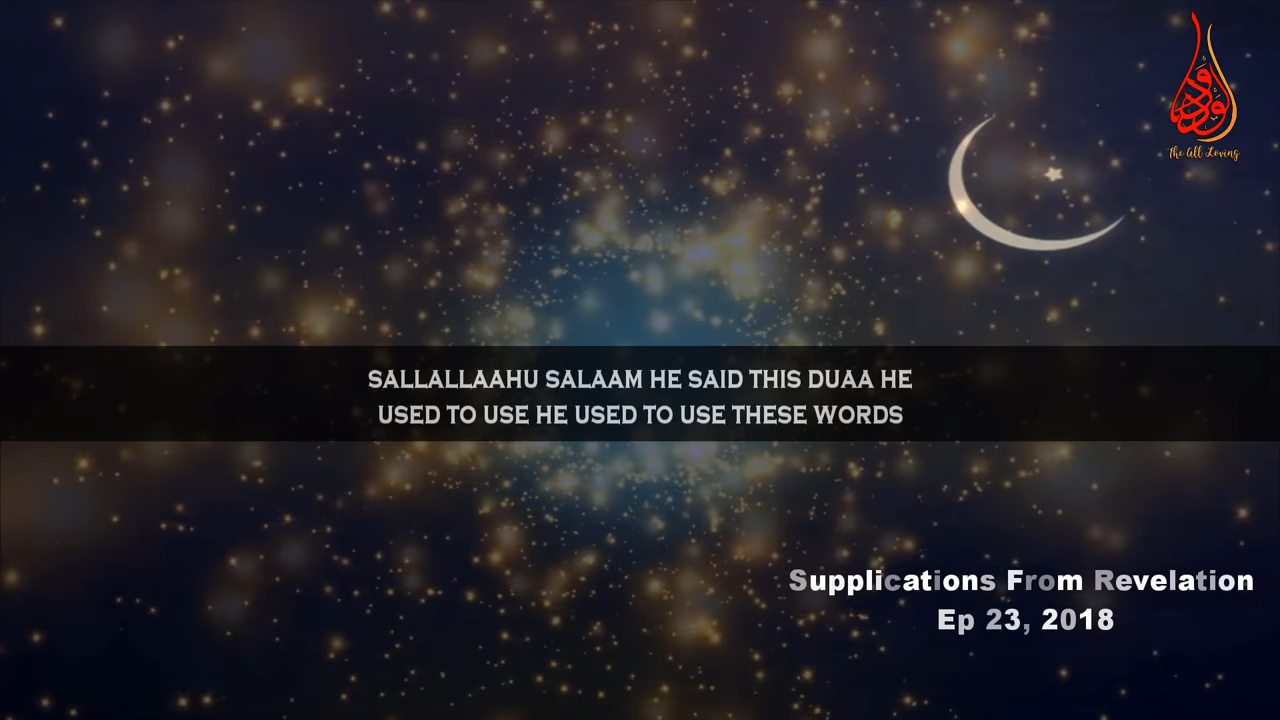 ودود
The All Loving
SALLALLAAHU SALAAM HE SAID THIS DUAA HE
USED TO USE HE USED TO USE THESE WORDS
Supplications From Revelation
Ep 23, 2018